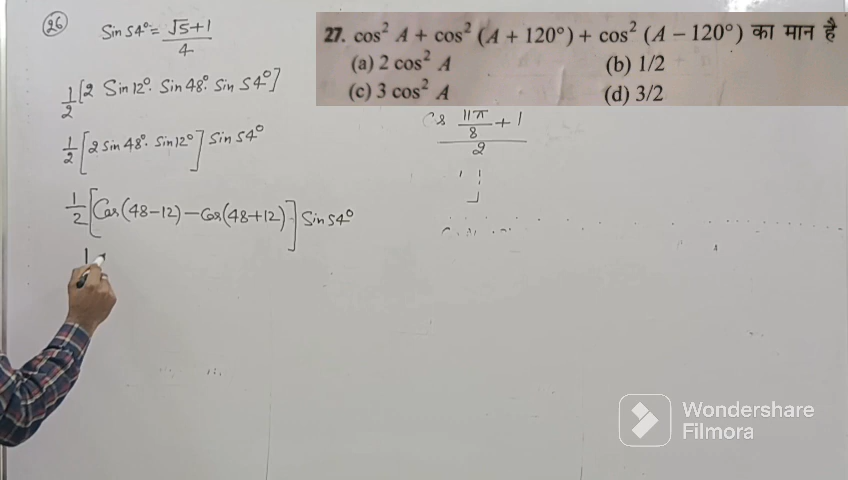 26
Sin 54° = √5+1 / 4
1/2 [2 Sin 12°. Sin 48°. Sin 54°]
1/2 [2 Sin 48°. Sin 12°] Sin 54°
1/2 [Cos(48-12) - Cos(48+12)] Sin 54°
1
27. cos² A + cos² (A + 120°) + cos² (A − 120°) का मान है
(a) 2 cos² A (b) 1/2
(c) 3 cos² A (d) 3/2
11π/8 + 1
2
Wondershare
Filmora